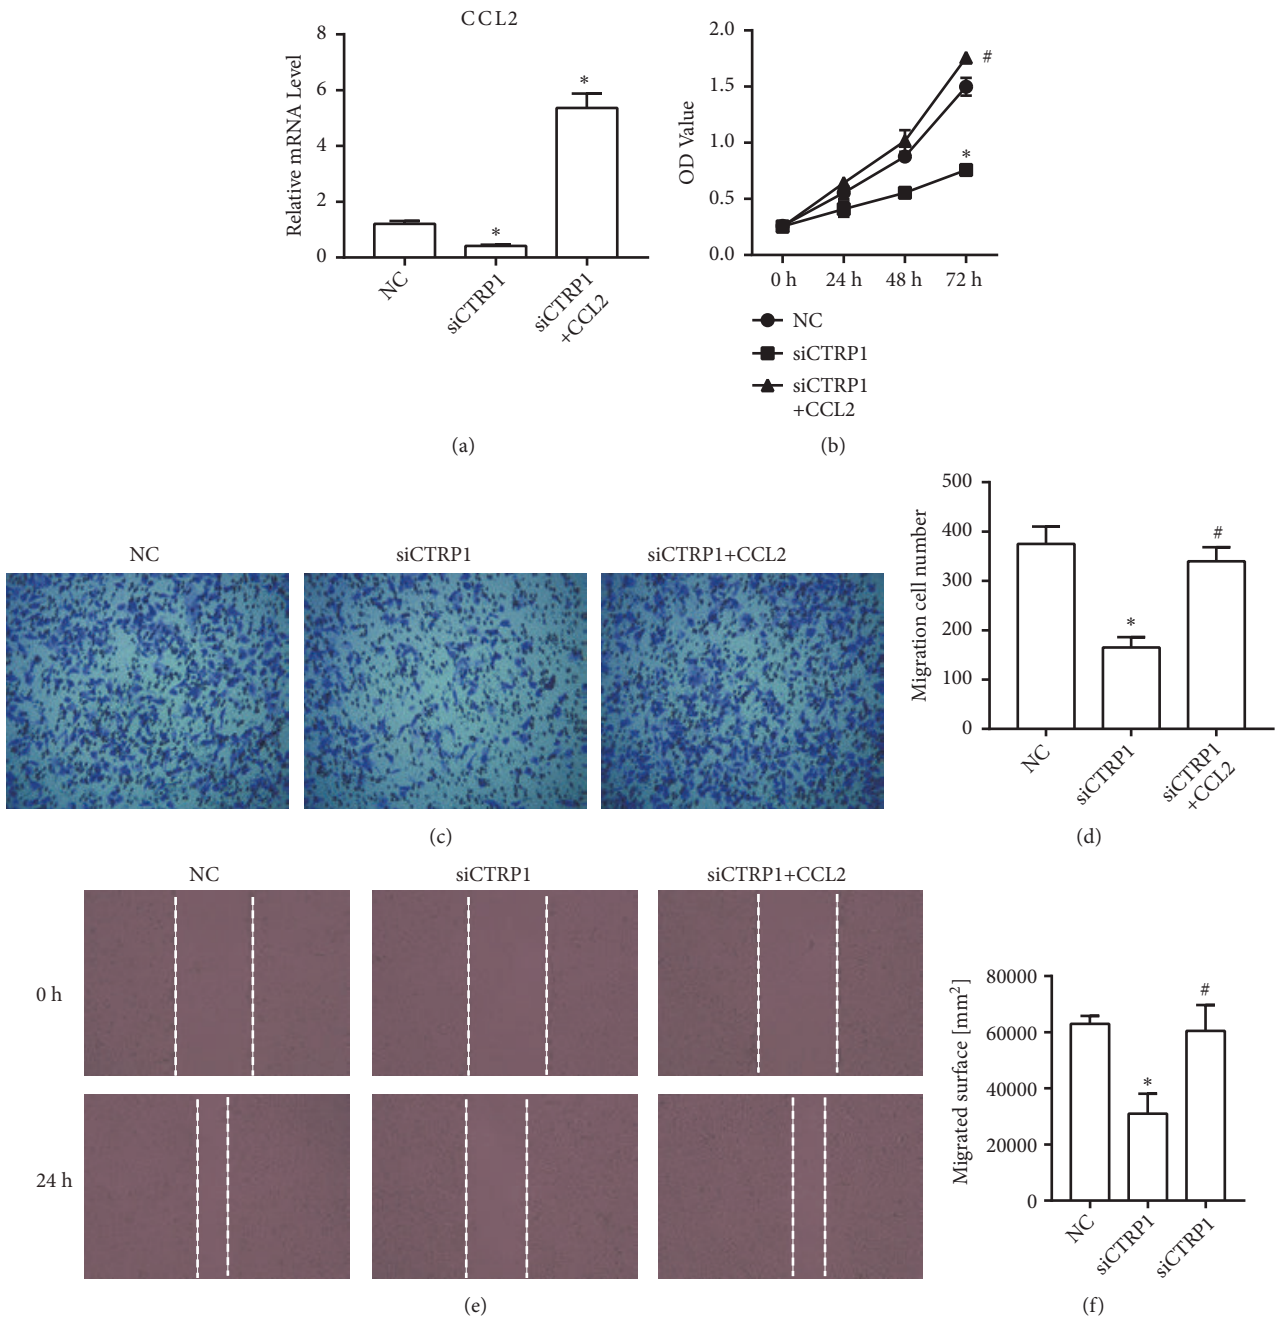 CCL2
Relative mRNA Level
8
6
4
2
0
*
*
NC
siCTRP1
siCTRP1
+CCL2
(a)
OD Value
2.0
1.5
1.0
0.5
0.0
#
*
0 h 24 h 48 h 72 h
NC
siCTRP1
siCTRP1
+CCL2
(b)
NC siCTRP1 siCTRP1+CCL2
(c)
Migration cell number
500
400
300
200
100
0
*
#
NC
siCTRP1
siCTRP1
+CCL2
(d)
NC siCTRP1 siCTRP1+CCL2
0 h
24 h
(e)
Migrated surface [mm²]
80000
60000
40000
20000
0
*
#
NC
siCTRP1
siCTRP1
(f)